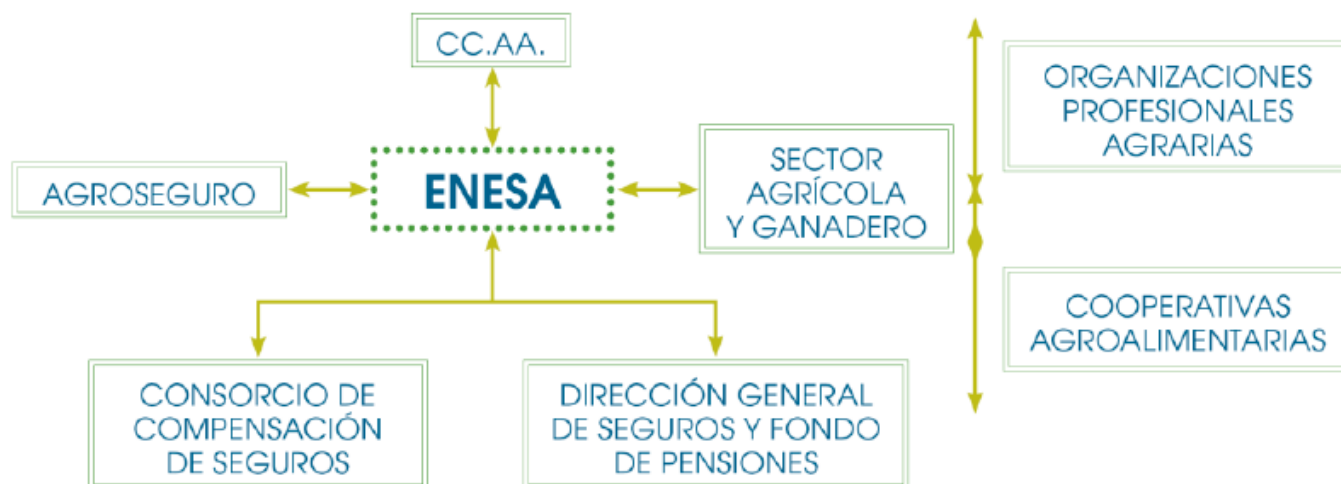 CC.AA.
AGROSEGURO
ENESA
SECTOR
AGRÍCOLA
Y GANADERO
ORGANIZACIONES
PROFESIONALES
AGRARIAS
COOPERATIVAS
AGROALIMENTARIAS
CONSORCIO DE
COMPENSACIÓN
DE SEGUROS
DIRECCIÓN GENERAL
DE SEGUROS Y FONDO
DE PENSIONES